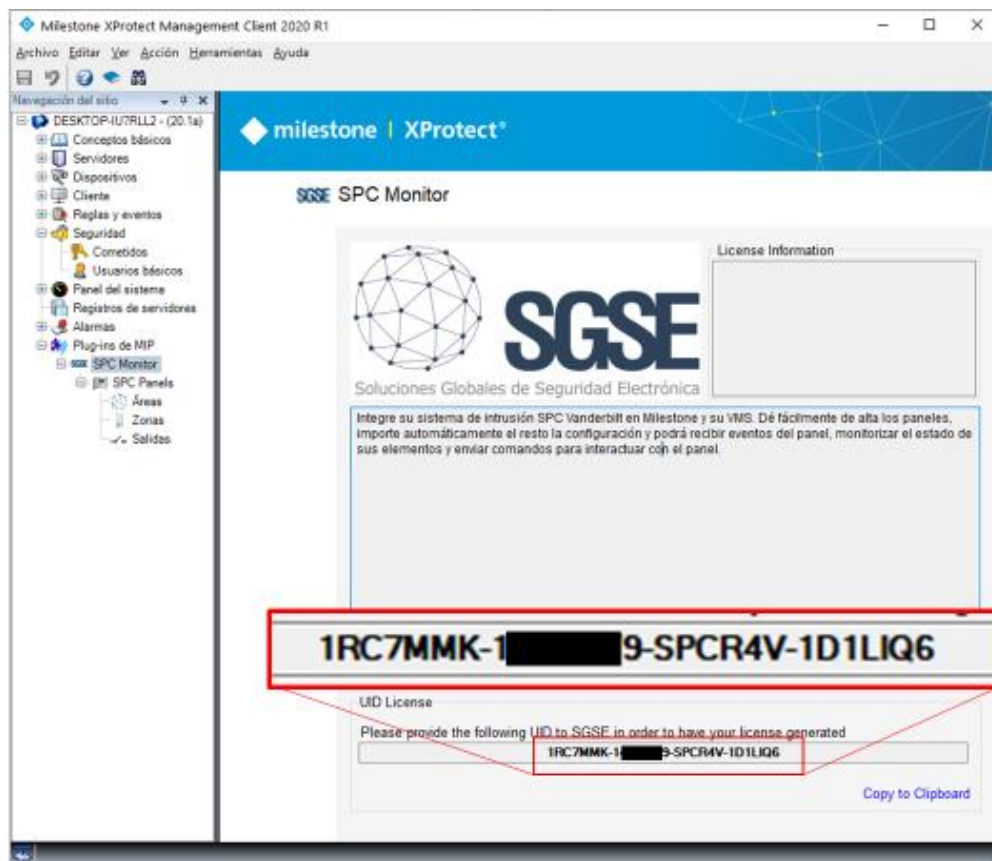 Milestone XProtect Management Client 2020 R1
Archivo Editar Ver Acción Herramientas Ayuda
Navegación del sitio
DESKTOP-IU7RLL2 - (20.1a)
Conceptos básicos
Servidores
Dispositivos
Cliente
Reglas y eventos
Seguridad
Cometidos
Usuarios básicos
Panel del sistema
Registros de servidores
Alarmas
Plug-ins de MIP
SGSE SPC Monitor
SPC Panels
Áreas
Zonas
Salidas
milestone | XProtect®
SGSE SPC Monitor
License Information
SGSE
Soluciones Globales de Seguridad Electrónica
Integre su sistema de intrusión SPC Vanderbilt en Milestone y su VMS. Dé fácilmente de alta los paneles,
importe automáticamente el resto la configuración y podrá recibir eventos del panel, monitorizar el estado de
sus elementos y enviar comandos para interactuar con el panel.
1RC7MMK-1 9-SPCR4V-1D1LIQ6
UID License
Please provide the following UID to SGSE in order to have your license generated
1RC7MMK-1 9-SPCR4V-1D1LIQ6
Copy to Clipboard